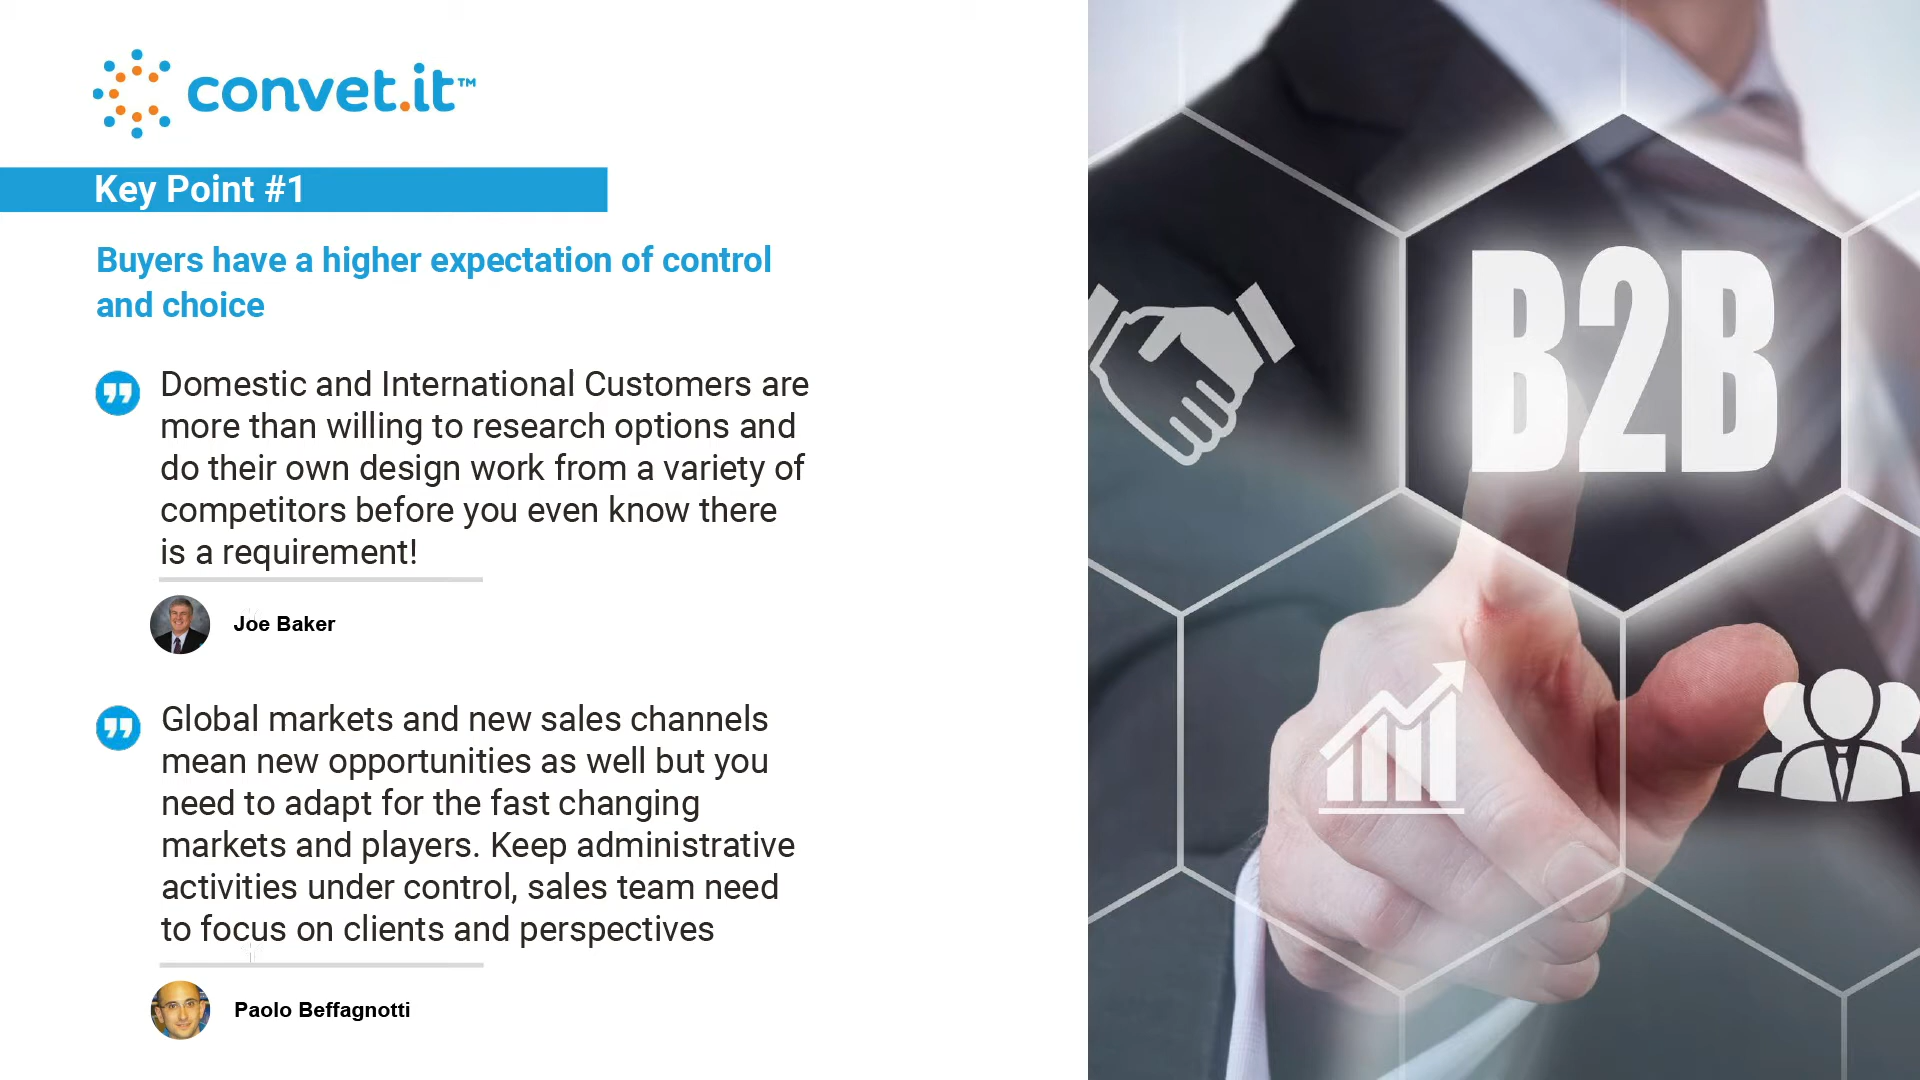 convet.it™
Key Point #1
Buyers have a higher expectation of control
and choice
Domestic and International Customers are
more than willing to research options and
do their own design work from a variety of
competitors before you even know there
is a requirement!
Joe Baker
Global markets and new sales channels
mean new opportunities as well but you
need to adapt for the fast changing
markets and players. Keep administrative
activities under control, sales team need
to focus on clients and perspectives
Paolo Beffagnotti
B2B